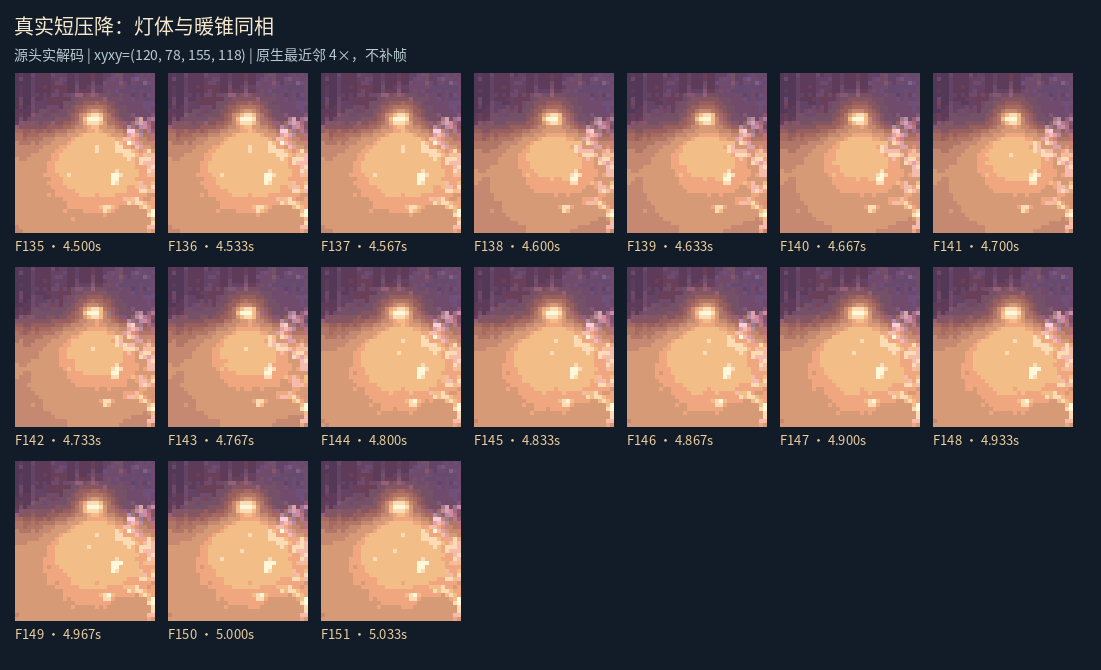 真实短压降：灯体与暖锥同相
源头实解码 | xyxy=(120, 78, 155, 118) | 原生最近邻 4×，不补帧
F135 · 4.500s
F136 · 4.533s
F137 · 4.567s
F138 · 4.600s
F139 · 4.633s
F140 · 4.667s
F141 · 4.700s
F142 · 4.733s
F143 · 4.767s
F144 · 4.800s
F145 · 4.833s
F146 · 4.867s
F147 · 4.900s
F148 · 4.933s
F149 · 4.967s
F150 · 5.000s
F151 · 5.033s